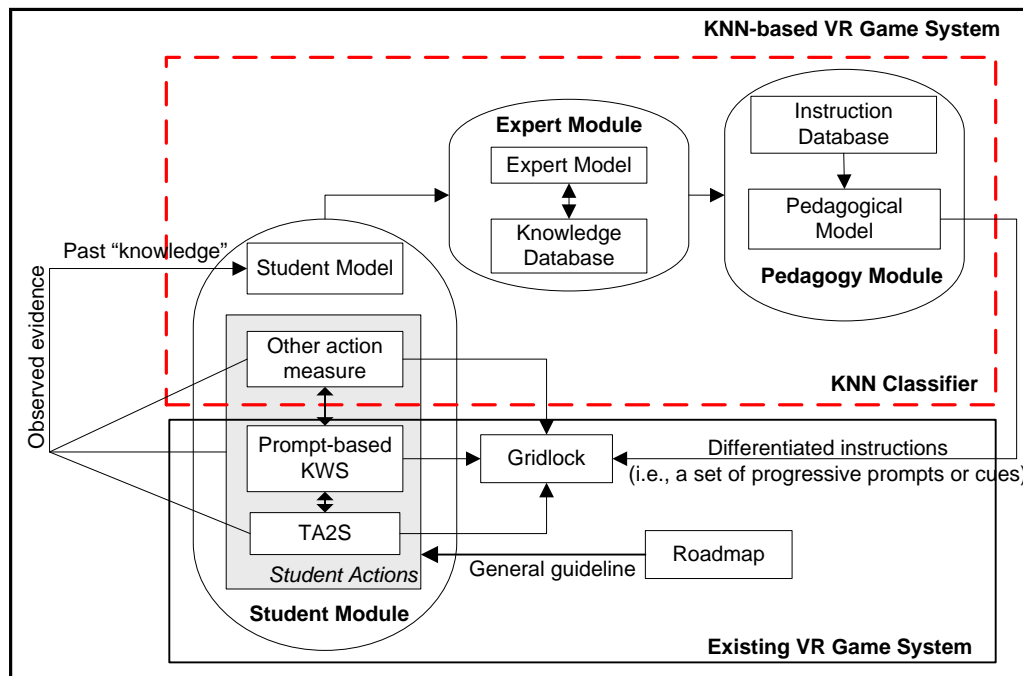 KNN-based VR Game System
Expert Module
Expert Model
Knowledge
Database
Instruction
Database
Pedagogical
Model
Pedagogy Module
Past “knowledge”
Student Model
Observed evidence
Other action
measure
KNN Classifier
Prompt-based
KWS
Gridlock
Differentiated instructions
(i.e., a set of progressive prompts or cues)
TA2S
Student Actions
General guideline
Roadmap
Student Module
Existing VR Game System